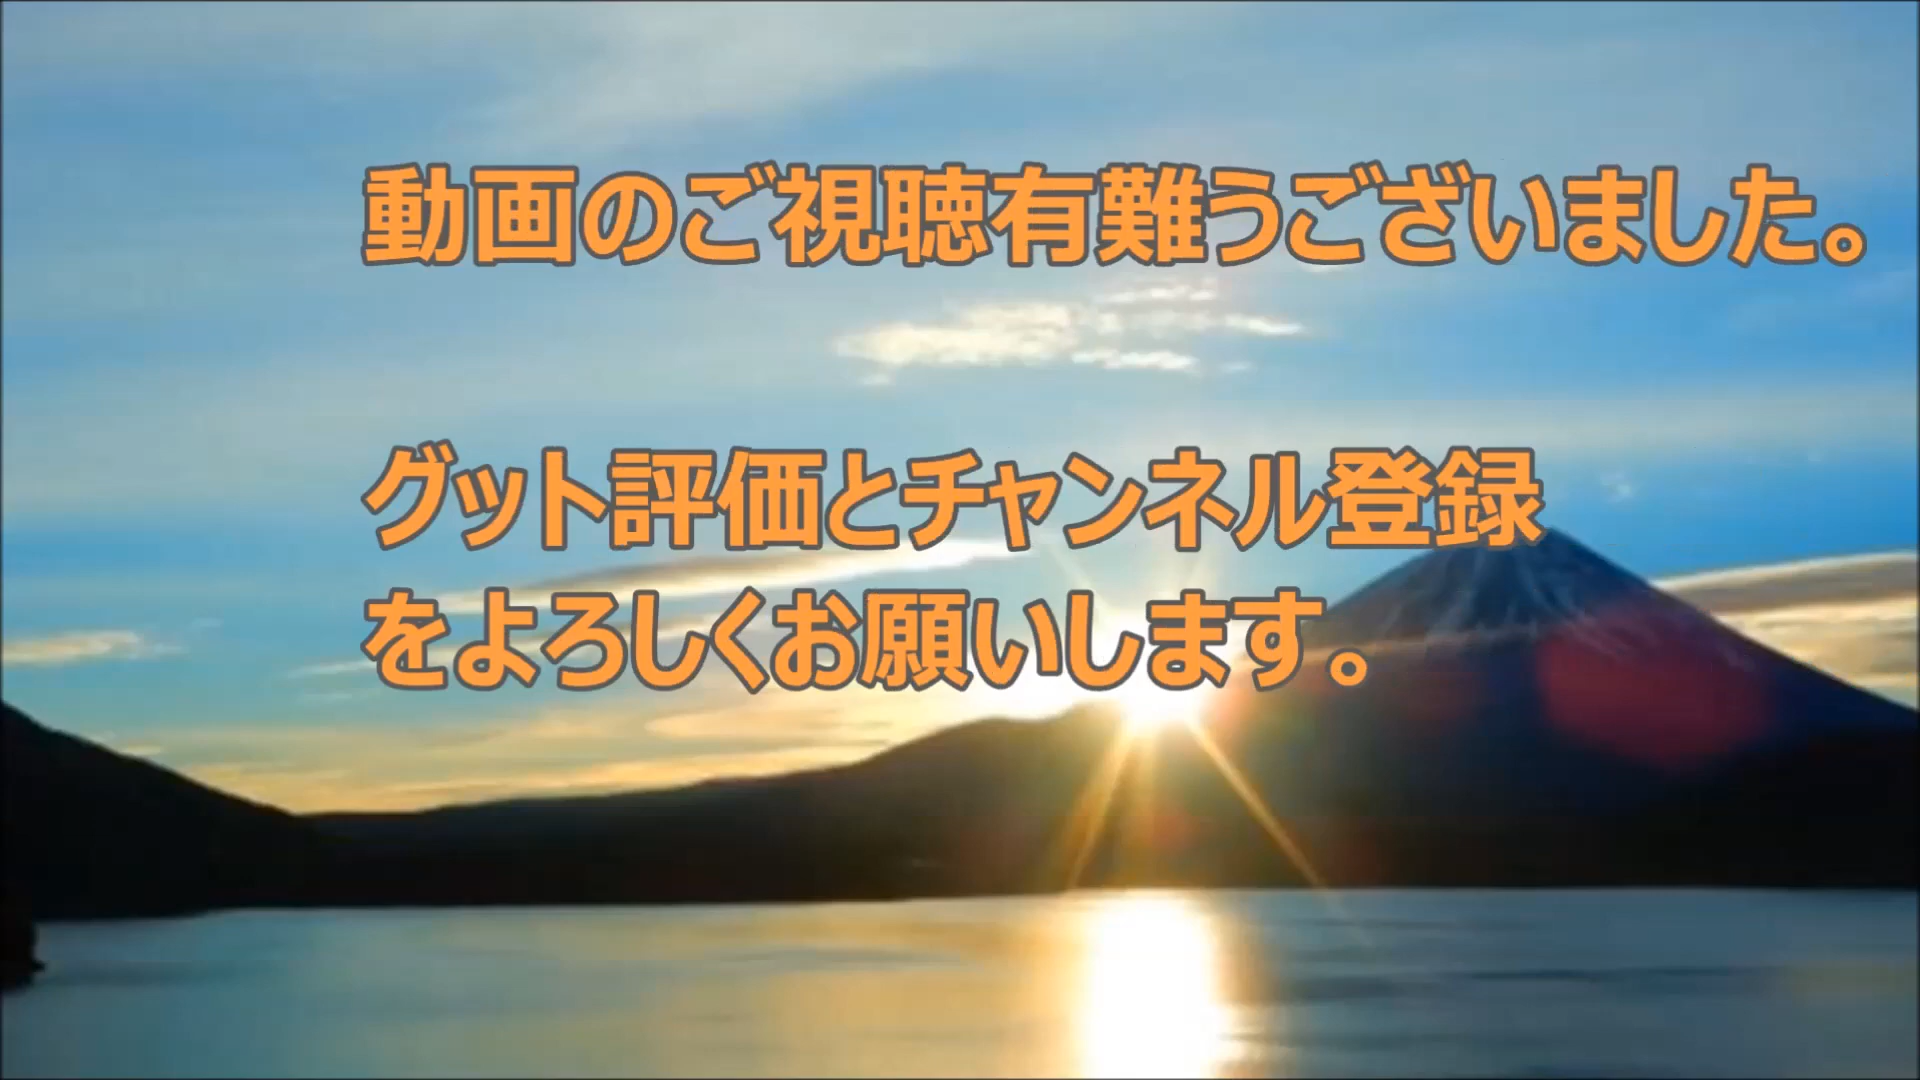 動画のご視聴有難うございました。
グット評価とチャンネル登録
をよろしくお願いします。